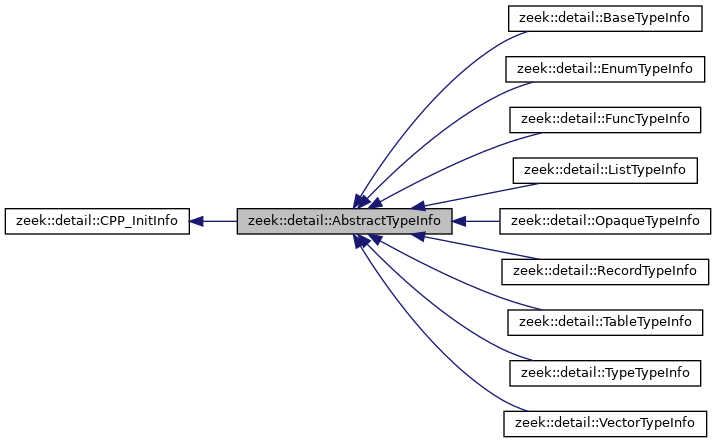 zeek::detail::BaseTypeInfo
zeek::detail::EnumTypeInfo
zeek::detail::FuncTypeInfo
zeek::detail::ListTypeInfo
zeek::detail::CPP_InitInfo
zeek::detail::AbstractTypeInfo
zeek::detail::OpaqueTypeInfo
zeek::detail::RecordTypeInfo
zeek::detail::TableTypeInfo
zeek::detail::TypeTypeInfo
zeek::detail::VectorTypeInfo